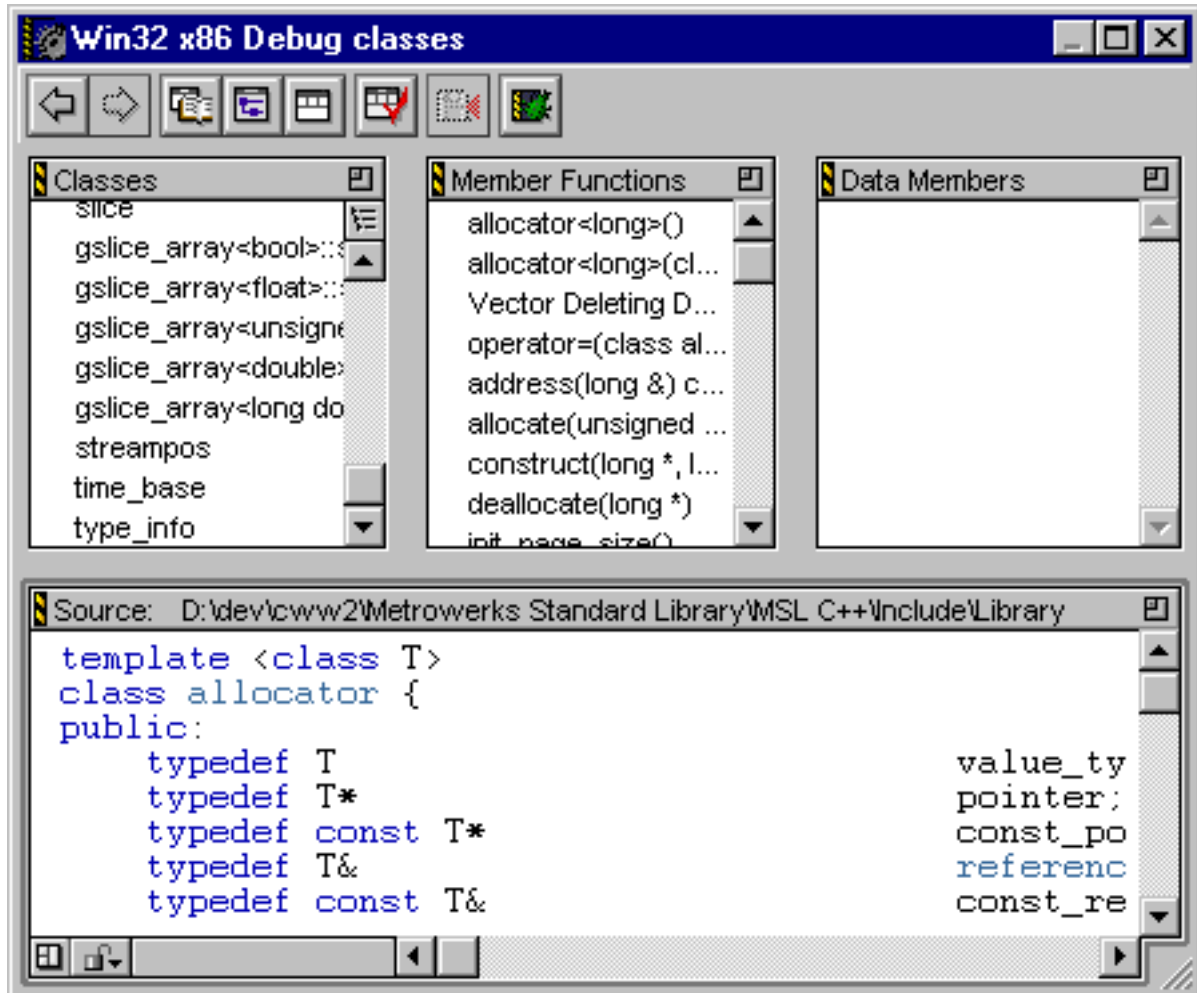 Win32 x86 Debug classes
Classes
slice
gslice_array<bool>::s
gslice_array<float>::
gslice_array<unsigne
gslice_array<double>
gslice_array<long do
streampos
time_base
type_info
Member Functions
allocator<long>()
allocator<long>(cl...
Vector Deleting D...
operator=(class al...
address(long &) c...
allocate(unsigned ...
construct(long *, l...
deallocate(long *)
init_page_size()
Data Members
Source: D:\dev\cww2\Metrowerks Standard Library\MSL C++\Include\Library
template <class T>
class allocator {
public:
typedef T value_ty
typedef T* pointer;
typedef const T* const_po
typedef T& referenc
typedef const T& const_re